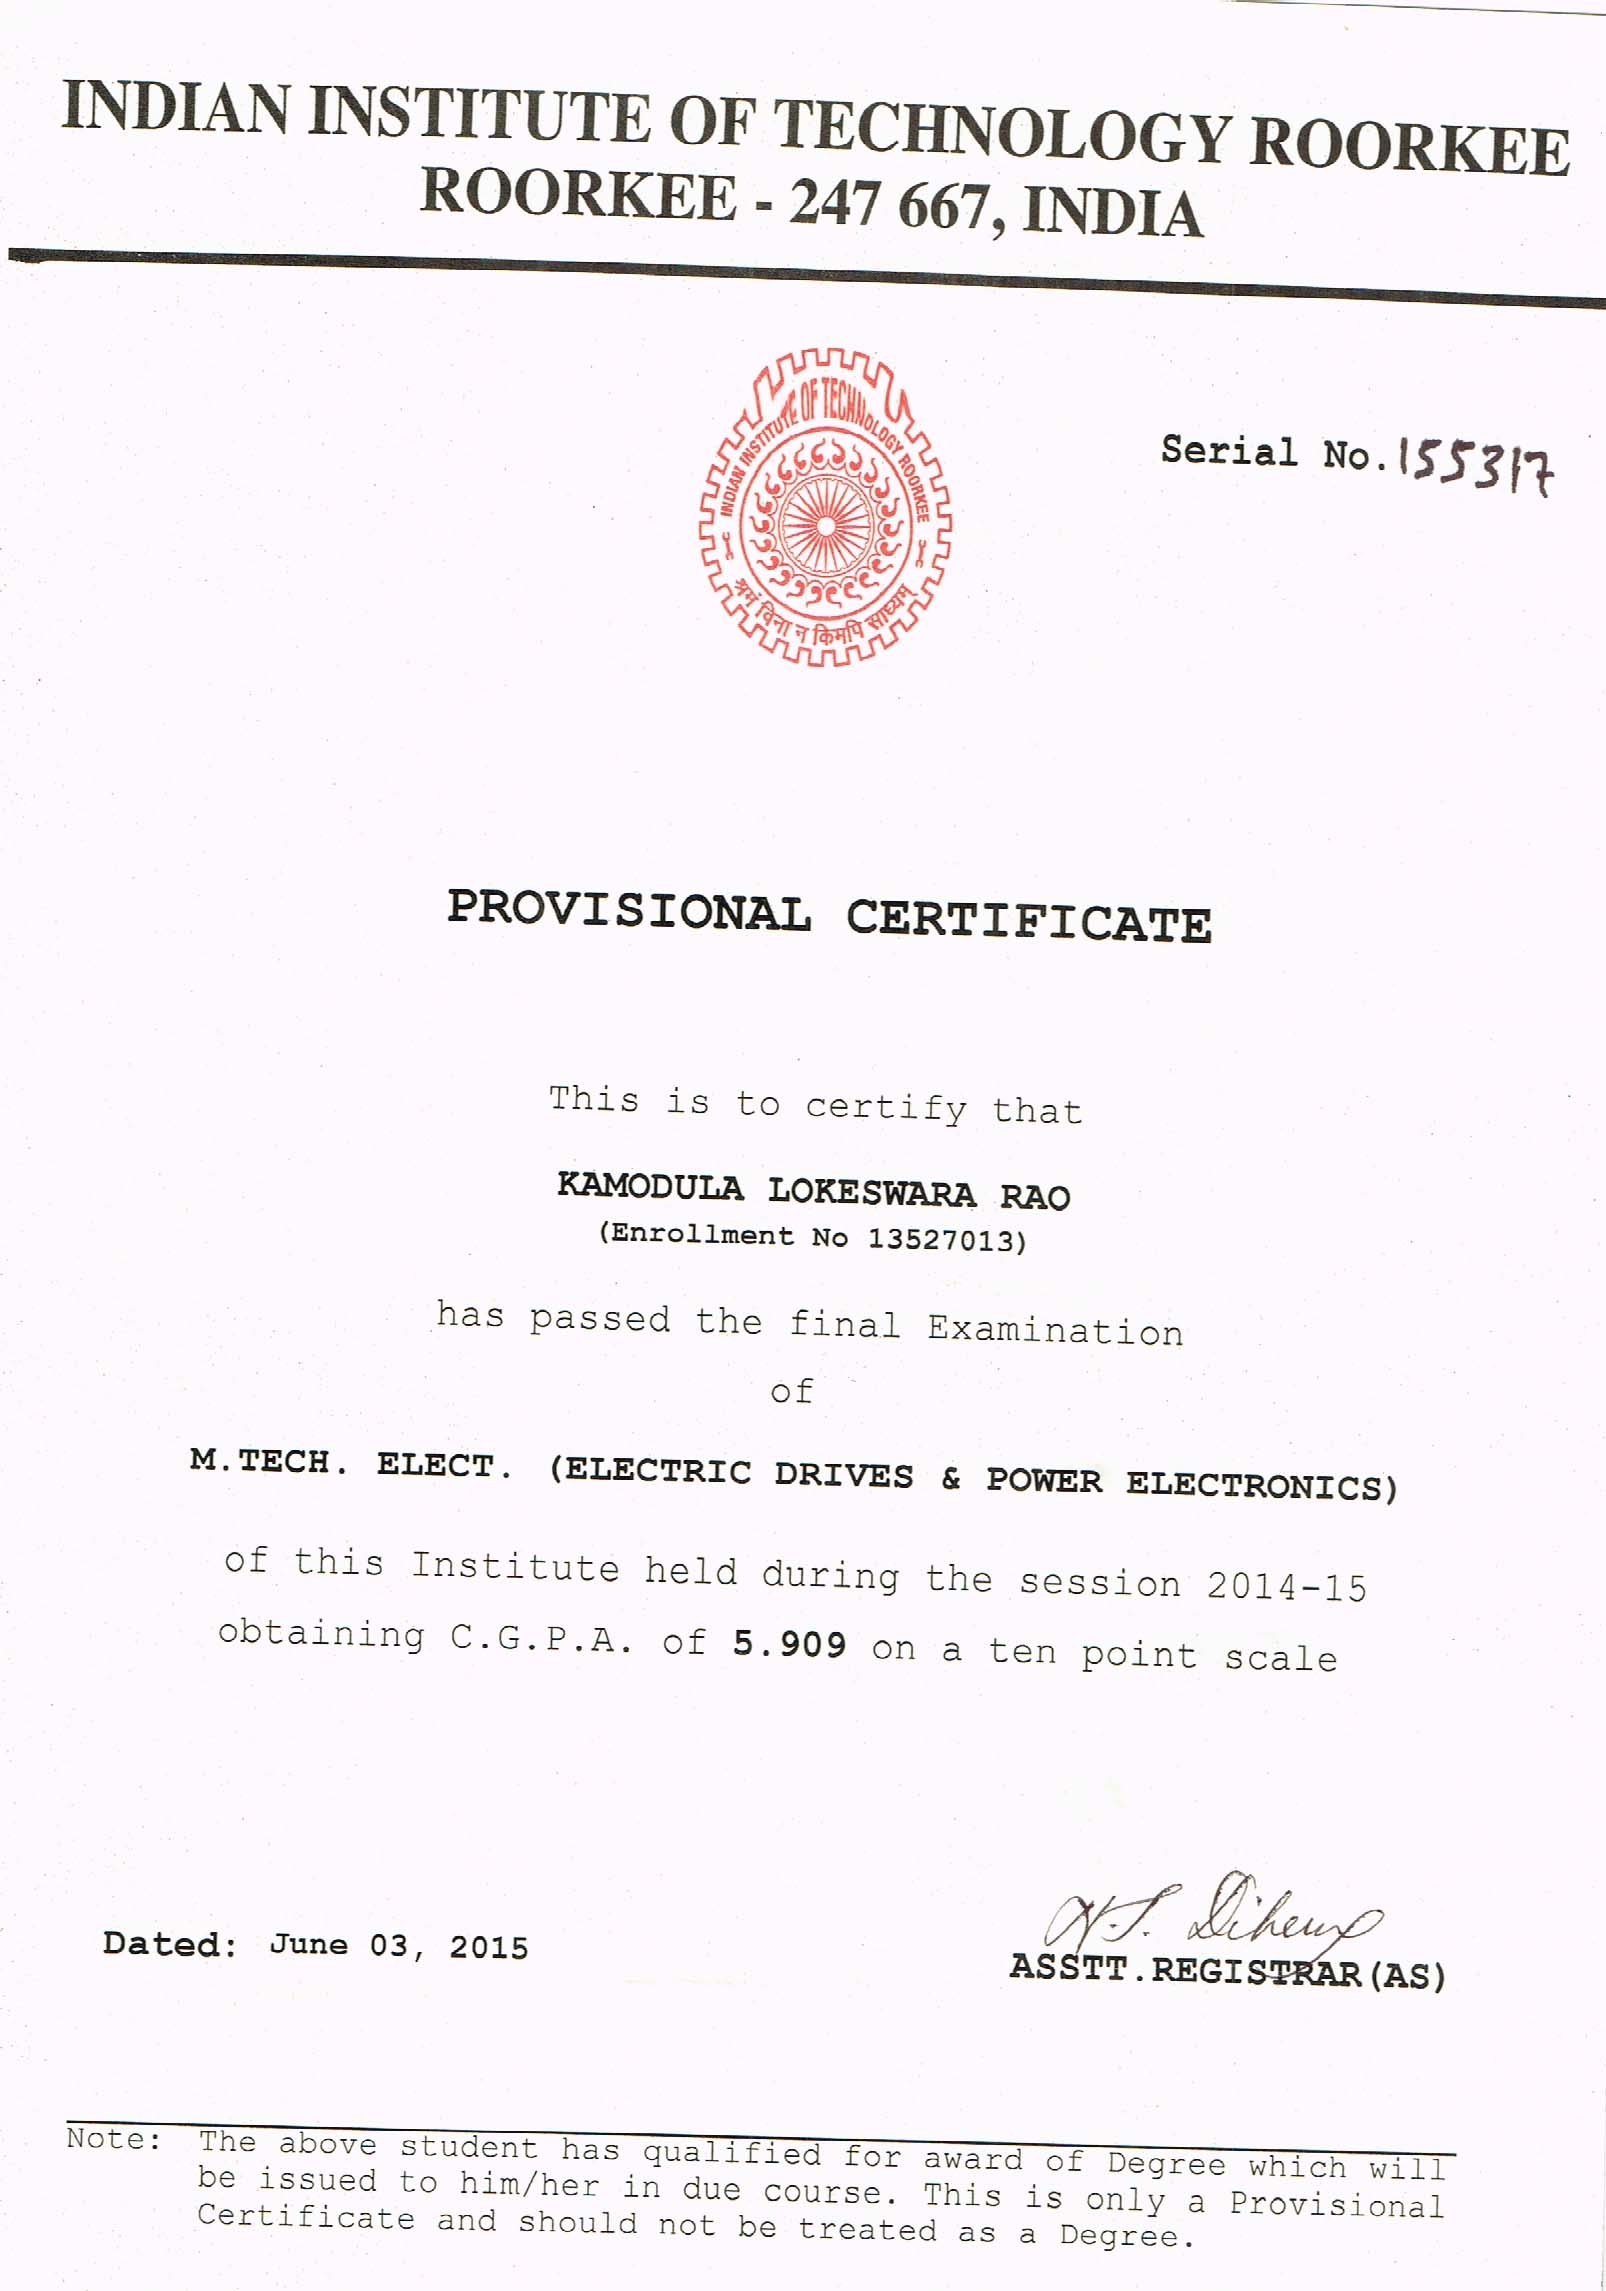 INDIAN INSTITUTE OF TECHNOLOGY ROORKEE
ROORKEE - 247 667, INDIA
INDIAN INSTITUTE OF TECHNOLOGY ROORKEE
श्रमं विना न किमपि साध्यम्
Serial No. 155317
PROVISIONAL CERTIFICATE
This is to certify that
KAMODULA LOKESWARA RAO
(Enrollment No 13527013)
has passed the final Examination
of
M.TECH. ELECT. (ELECTRIC DRIVES & POWER ELECTRONICS)
of this Institute held during the session 2014-15
obtaining C.G.P.A. of 5.909 on a ten point scale
Dated: June 03, 2015
ASSTT.REGISTRAR(AS)
Note: The above student has qualified for award of Degree which will
be issued to him/her in due course. This is only a Provisional
Certificate and should not be treated as a Degree.